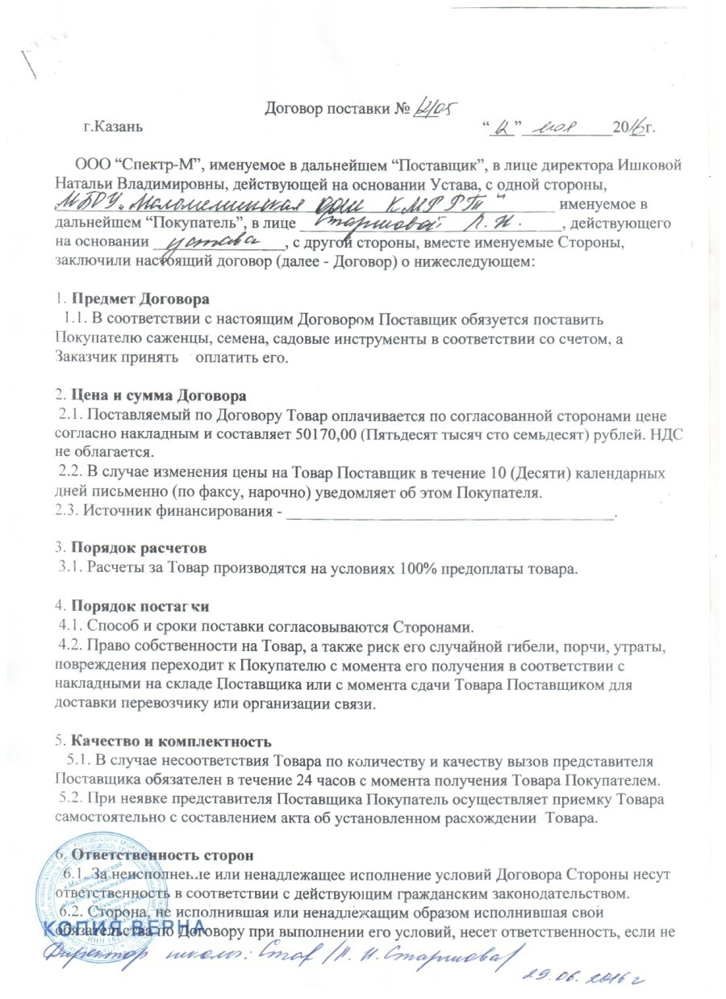 Договор поставки № 12/05
г.Казань “12” мая 2016г.
ООО “Спектр-М”, именуемое в дальнейшем “Поставщик”, в лице директора Ишковой
Натальи Владимировны, действующей на основании Устава, с одной стороны,
МБОУ „Маломешинская оош КМР РТ" именуемое в
дальнейшем “Покупатель”, в лице Старшовой Л. И., действующего
на основании устава, с другой стороны, вместе именуемые Стороны,
заключили настоящий договор (далее - Договор) о нижеследующем:
1. Предмет Договора
1.1. В соответствии с настоящим Договором Поставщик обязуется поставить
Покупателю саженцы, семена, садовые инструменты в соответствии со счетом, а
Заказчик принять оплатить его.
2. Цена и сумма Договора
2.1. Поставляемый по Договору Товар оплачивается по согласованной сторонами цене
согласно накладным и составляет 50170,00 (Пятьдесят тысяч сто семьдесят) рублей. НДС
не облагается.
2.2. В случае изменения цены на Товар Поставщик в течение 10 (Десяти) календарных
дней письменно (по факсу, нарочно) уведомляет об этом Покупателя.
2.3. Источник финансирования - ________________________________________.
3. Порядок расчетов
3.1. Расчеты за Товар производятся на условиях 100% предоплаты товара.
4. Порядок поставки
4.1. Способ и сроки поставки согласовываются Сторонами.
4.2. Право собственности на Товар, а также риск его случайной гибели, порчи, утраты,
повреждения переходит к Покупателю с момента его получения в соответствии с
накладными на складе Поставщика или с момента сдачи Товара Поставщиком для
доставки перевозчику или организации связи.
5. Качество и комплектность
5.1. В случае несоответствия Товара по количеству и качеству вызов представителя
Поставщика обязателен в течение 24 часов с момента получения Товара Покупателем.
5.2. При неявке представителя Поставщика Покупатель осуществляет приемку Товара
самостоятельно с составлением акта об установленном расхождении Товара.
6. Ответственность сторон
6.1. За неисполнение или ненадлежащее исполнение условий Договора Стороны несут
ответственность в соответствии с действующим гражданским законодательством.
6.2. Сторона, не исполнившая или ненадлежащим образом исполнившая свои
обязательства по Договору при выполнении его условий, несет ответственность, если не
КОПИЯ ВЕРНА
Директор школы: Стар /Л. И. Старшова/
29.06.2016 г